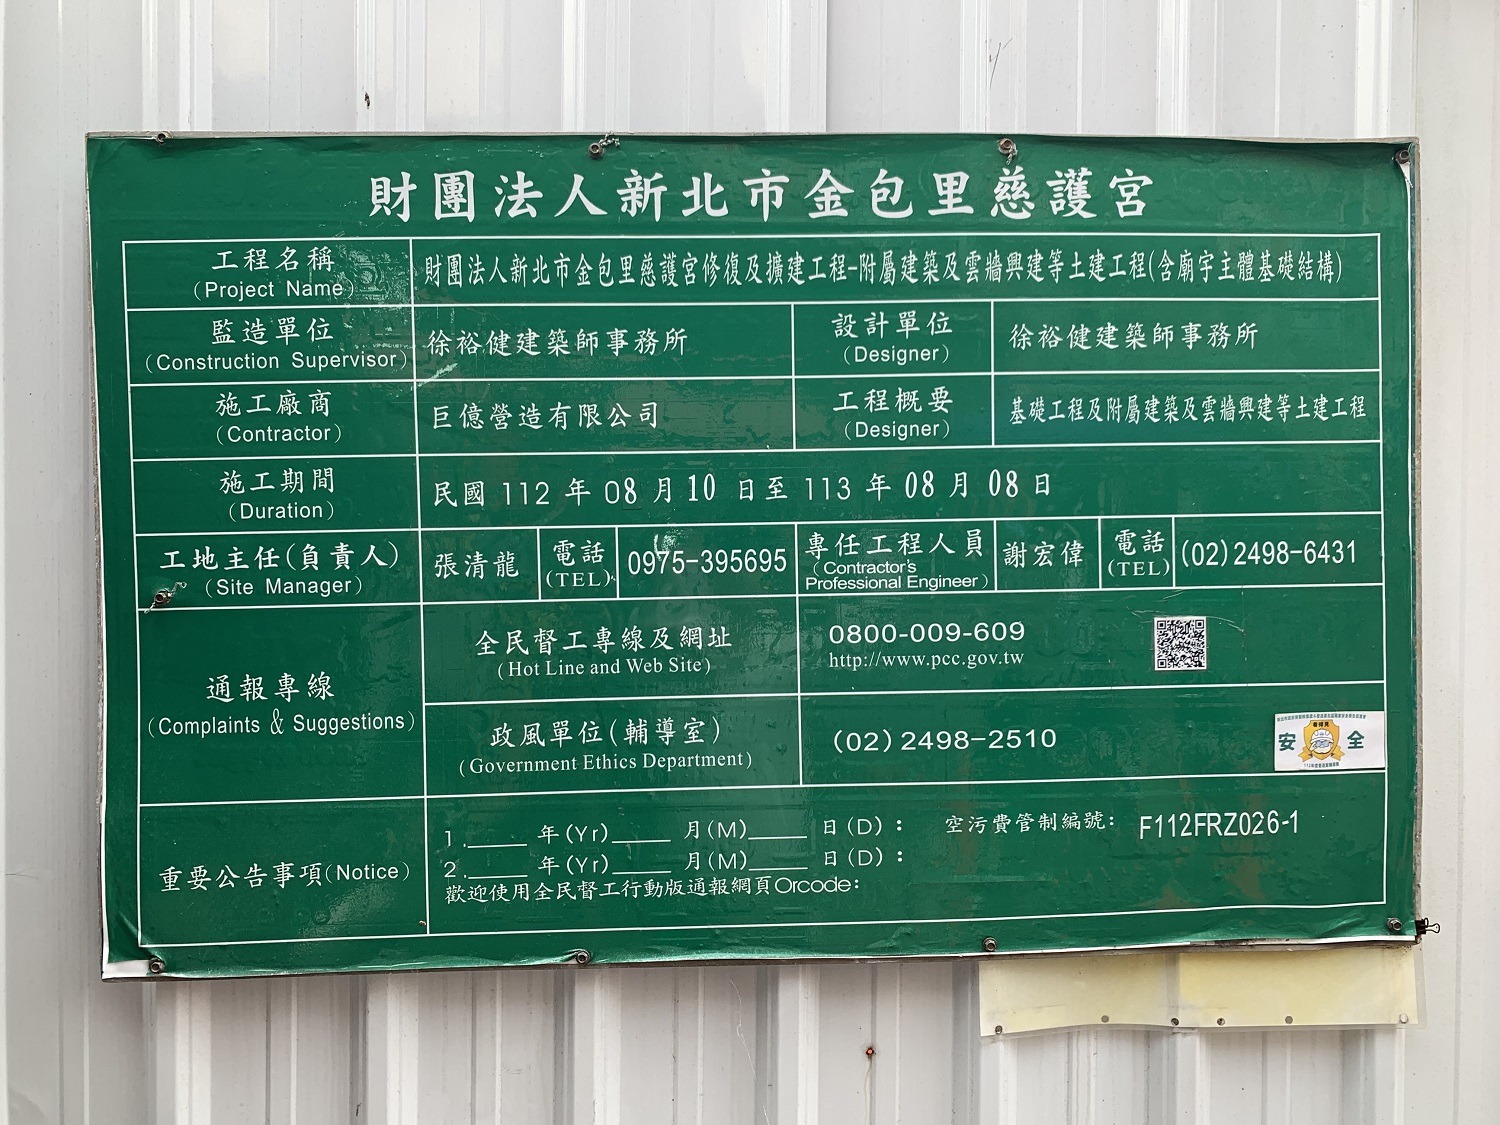 財團法人新北市金包里慈護宮
工程名稱
(Project Name)
財團法人新北市金包里慈護宮修復及擴建工程-附屬建築及雲牆興建等土建工程(含廟宇主體基礎結構)
監造單位
(Construction Supervisor)
徐裕健建築師事務所
設計單位
(Designer)
徐裕健建築師事務所
施工廠商
(Contractor)
巨億營造有限公司
工程概要
(Designer)
基礎工程及附屬建築及雲牆興建等土建工程
施工期間
(Duration)
民國 112 年 08 月 10 日至 113 年 08 月 08 日
工地主任(負責人)
(Site Manager)
張清龍
電話
(TEL)
0975-395695
專任工程人員
(Contractor's
Professional Engineer)
謝宏偉
電話
(TEL)
(02)2498-6431
通報專線
(Complaints & Suggestions)
全民督工專線及網址
(Hot Line and Web Site)
0800-009-609
http://www.pcc.gov.tw
政風單位(輔導室)
(Government Ethics Department)
(02)2498-2510
安 全
重要公告事項(Notice)
1.____ 年(Yr)____ 月(M)____ 日(D)： 空污費管制編號： F112FRZ026-1
2.____ 年(Yr)____ 月(M)____ 日(D)：
歡迎使用全民督工行動版通報網頁Qrcode：